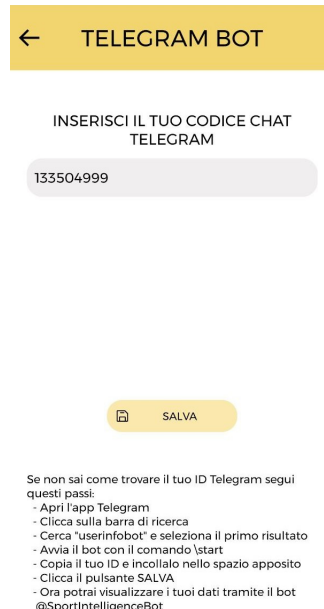 TELEGRAM BOT
INSERISCI IL TUO CODICE CHAT
TELEGRAM
133504999
SALVA
Se non sai come trovare il tuo ID Telegram segui
questi passi:
- Apri l'app Telegram
- Clicca sulla barra di ricerca
- Cerca "userinfobot" e seleziona il primo risultato
- Avvia il bot con il comando \start
- Copia il tuo ID e incollalo nello spazio apposito
- Clicca il pulsante SALVA
- Ora potrai visualizzare i tuoi dati tramite il bot
@SportIntelligenceBot